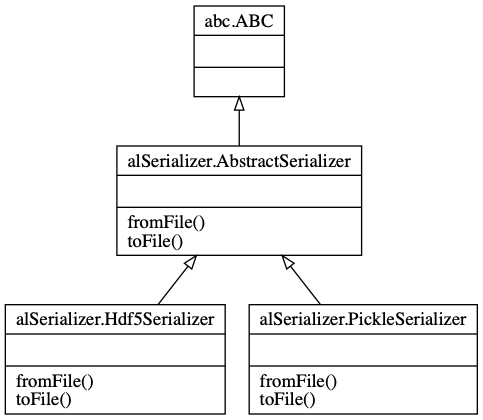 abc.ABC
alSerializer.AbstractSerializer
fromFile()
toFile()
alSerializer.Hdf5Serializer
fromFile()
toFile()
alSerializer.PickleSerializer
fromFile()
toFile()